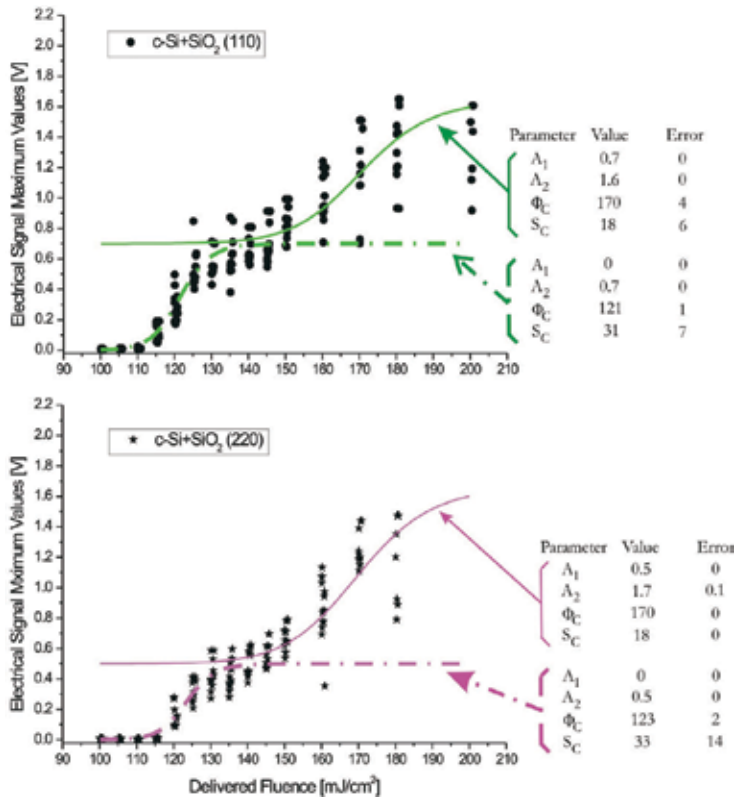 c-Si+SiO2 (110)
Electrical Signal Maximum Values [V]
2.2
2.0
1.8
1.6
1.4
1.2
1.0
0.8
0.6
0.4
0.2
0.0
90 100 110 120 130 140 150 160 170 180 190 200 210
Parameter Value Error
A1 0.7 0
A2 1.6 0
ΦC 170 4
SC 18 6
A1 0 0
A2 0.7 0
ΦC 121 1
SC 31 7
c-Si+SiO2 (220)
Electrical Signal Mximum Values [V]
2.2
2.0
1.8
1.6
1.4
1.2
1.0
0.8
0.6
0.4
0.2
0.0
90 100 110 120 130 140 150 160 170 180 190 200 210
Delivered Fluence [mJ/cm²]
Parameter Value Error
A1 0.5 0
A2 1.7 0.1
ΦC 170 0
SC 18 0
A1 0 0
A2 0.5 0
ΦC 123 2
SC 33 14